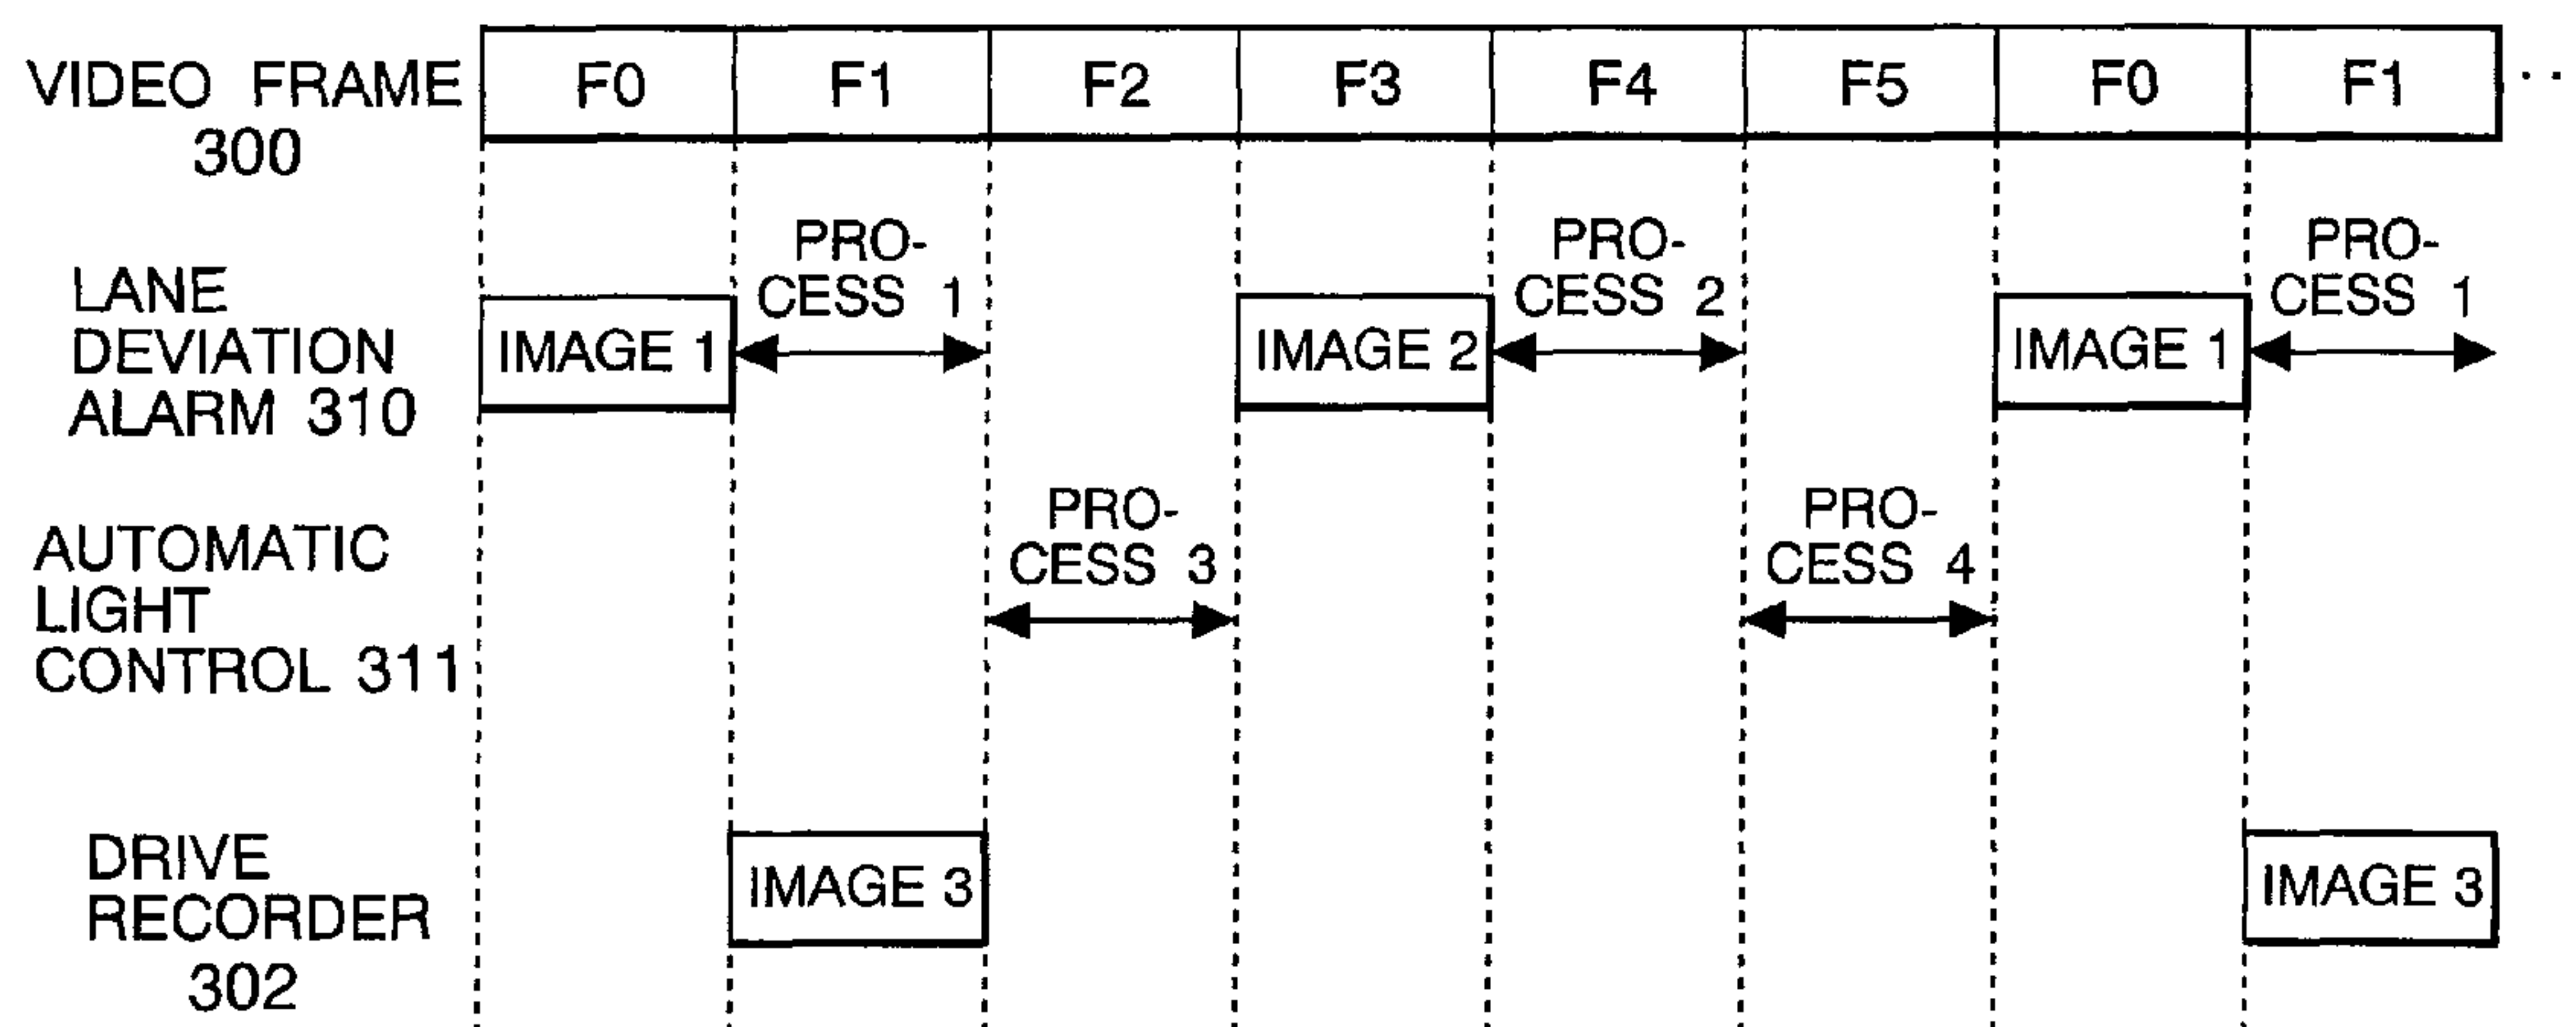 VIDEO FRAME 300
F0 F1 F2 F3 F4 F5 F0 F1 . .
LANE
DEVIATION
ALARM 310
IMAGE 1
PRO-
CESS 1
IMAGE 2
PRO-
CESS 2
IMAGE 1
PRO-
CESS 1
AUTOMATIC
LIGHT
CONTROL 311
PRO-
CESS 3
PRO-
CESS 4
DRIVE
RECORDER
302
IMAGE 3
IMAGE 3